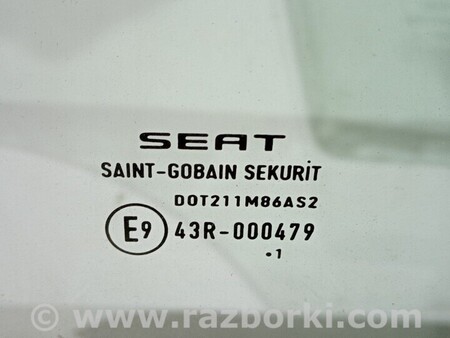 SEAT
SAINT-GOBAIN SEKURIT
DOT211M86AS2
E9 43R-000479
.1
© www.razborki.com